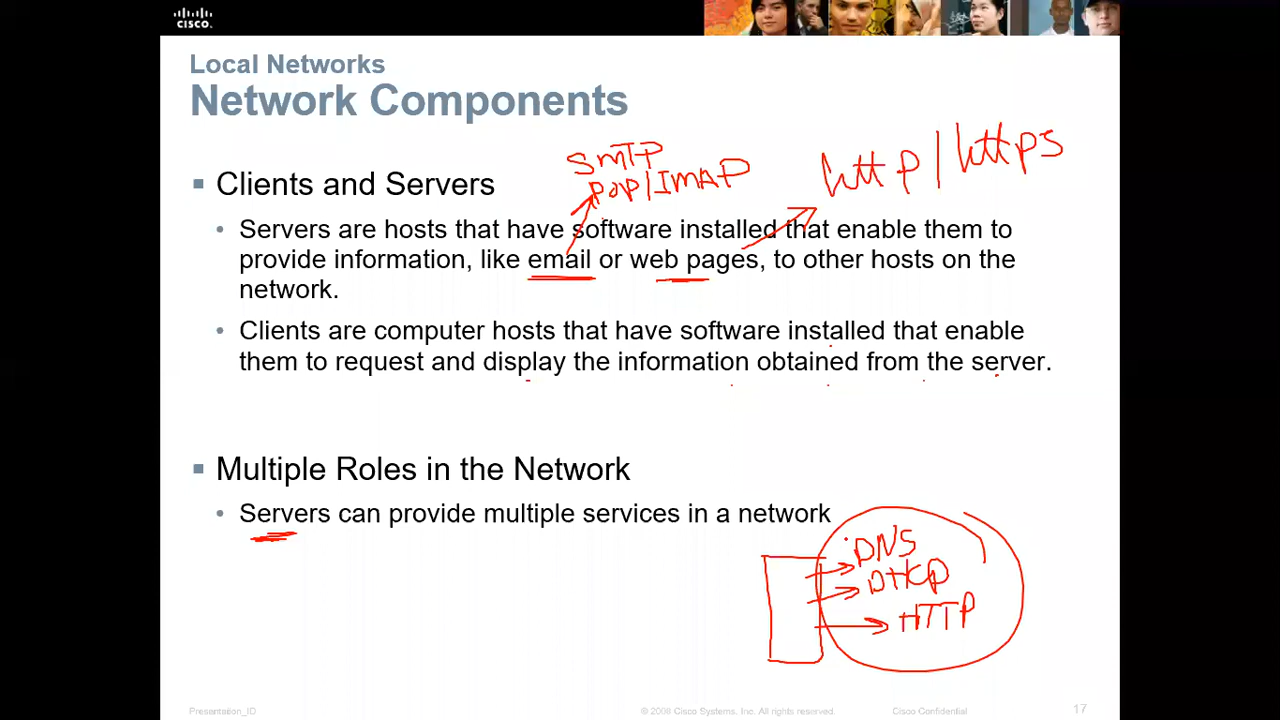 CISCO.
Local Networks
Network Components
SMTP
POP/IMAP
http/https
▪ Clients and Servers
• Servers are hosts that have software installed that enable them to
provide information, like email or web pages, to other hosts on the
network.
• Clients are computer hosts that have software installed that enable
them to request and display the information obtained from the server.
▪ Multiple Roles in the Network
• Servers can provide multiple services in a network
DNS
DHCP
HTTP
Presentation_ID
© 2008 Cisco Systems, Inc. All rights reserved.
Cisco Confidential
17